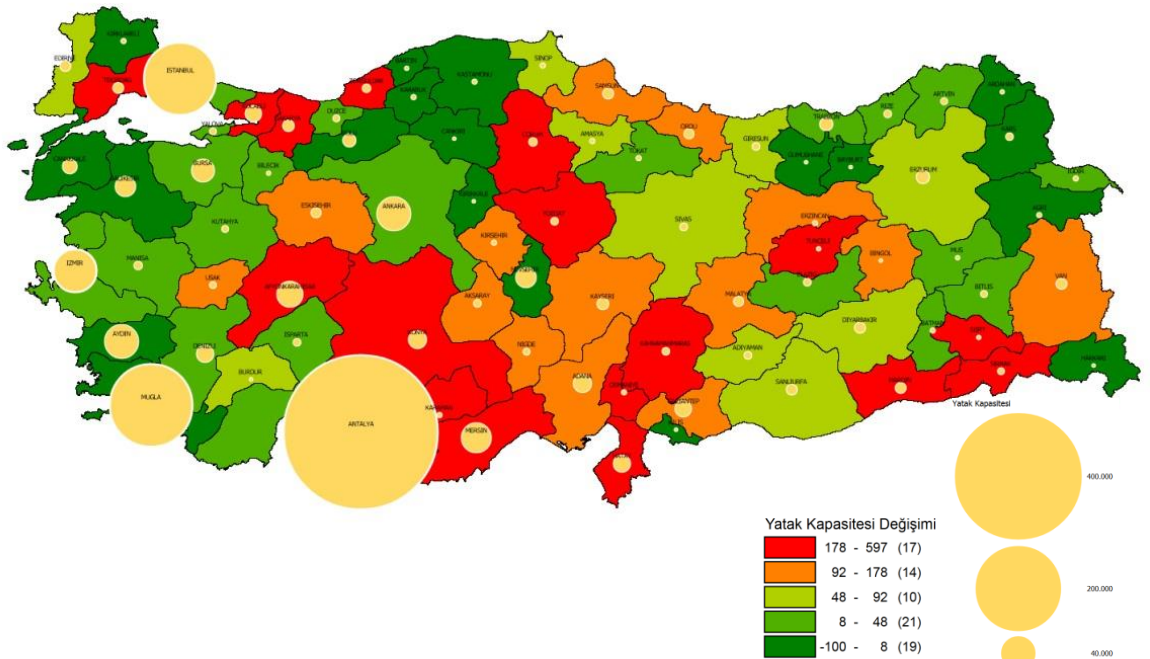 KIRKLARELI
EDIRNE
TEKIRDAG
ISTANBUL
KOCAELI
YALOVA
SAKARYA
DUZCE
ZONGULDAK
BARTIN
KARABUK
KASTAMONU
SINOP
SAMSUN
BOLU
CANKIRI
CORUM
AMASYA
ORDU
TOKAT
GIRESUN
TRABZON
RIZE
ARTVIN
ARDAHAN
KARS
GUMUSHANE
BAYBURT
ERZURUM
IGDIR
AGRI
CANAKKALE
BALIKESIR
BURSA
BILECIK
ESKISEHIR
ANKARA
KIRIKKALE
YOZGAT
SIVAS
ERZINCAN
TUNCELI
BINGOL
MUS
BITLIS
VAN
KUTAHYA
MANISA
IZMIR
USAK
AFYONKARAHISAR
KIRSEHIR
NEVSEHIR
AKSARAY
KAYSERI
MALATYA
ELAZIG
DIYARBAKIR
BATMAN
SIIRT
SIRNAK
HAKKARI
AYDIN
DENIZLI
ISPARTA
BURDUR
KONYA
NIGDE
KAHRAMANMARAS
ADIYAMAN
SANLIURFA
MARDIN
MUGLA
ANTALYA
KARAMAN
MERSIN
ADANA
OSMANIYE
GAZIANTEP
KILIS
HATAY
Yatak Kapasitesi
400.000
200.000
40.000
Yatak Kapasitesi Değişimi
178 - 597 (17)
92 - 178 (14)
48 - 92 (10)
8 - 48 (21)
-100 - 8 (19)